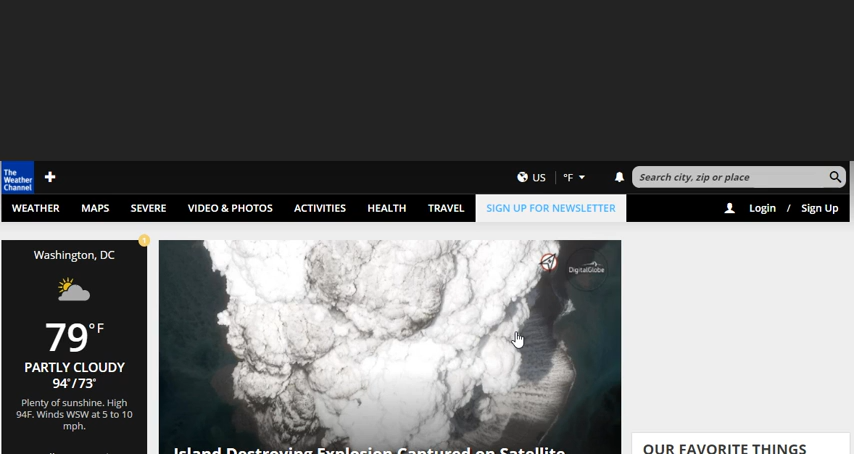 The
Weather
Channel
US
°F
Search city, zip or place
WEATHER MAPS SEVERE VIDEO & PHOTOS ACTIVITIES HEALTH TRAVEL SIGN UP FOR NEWSLETTER Login / Sign Up
Washington, DC
DigitalGlobe
79°F
PARTLY CLOUDY
94°/73°
Plenty of sunshine. High
94F. Winds WSW at 5 to 10
mph.
Island Destroying Explosion Captured on Satellite
OUR FAVORITE THINGS